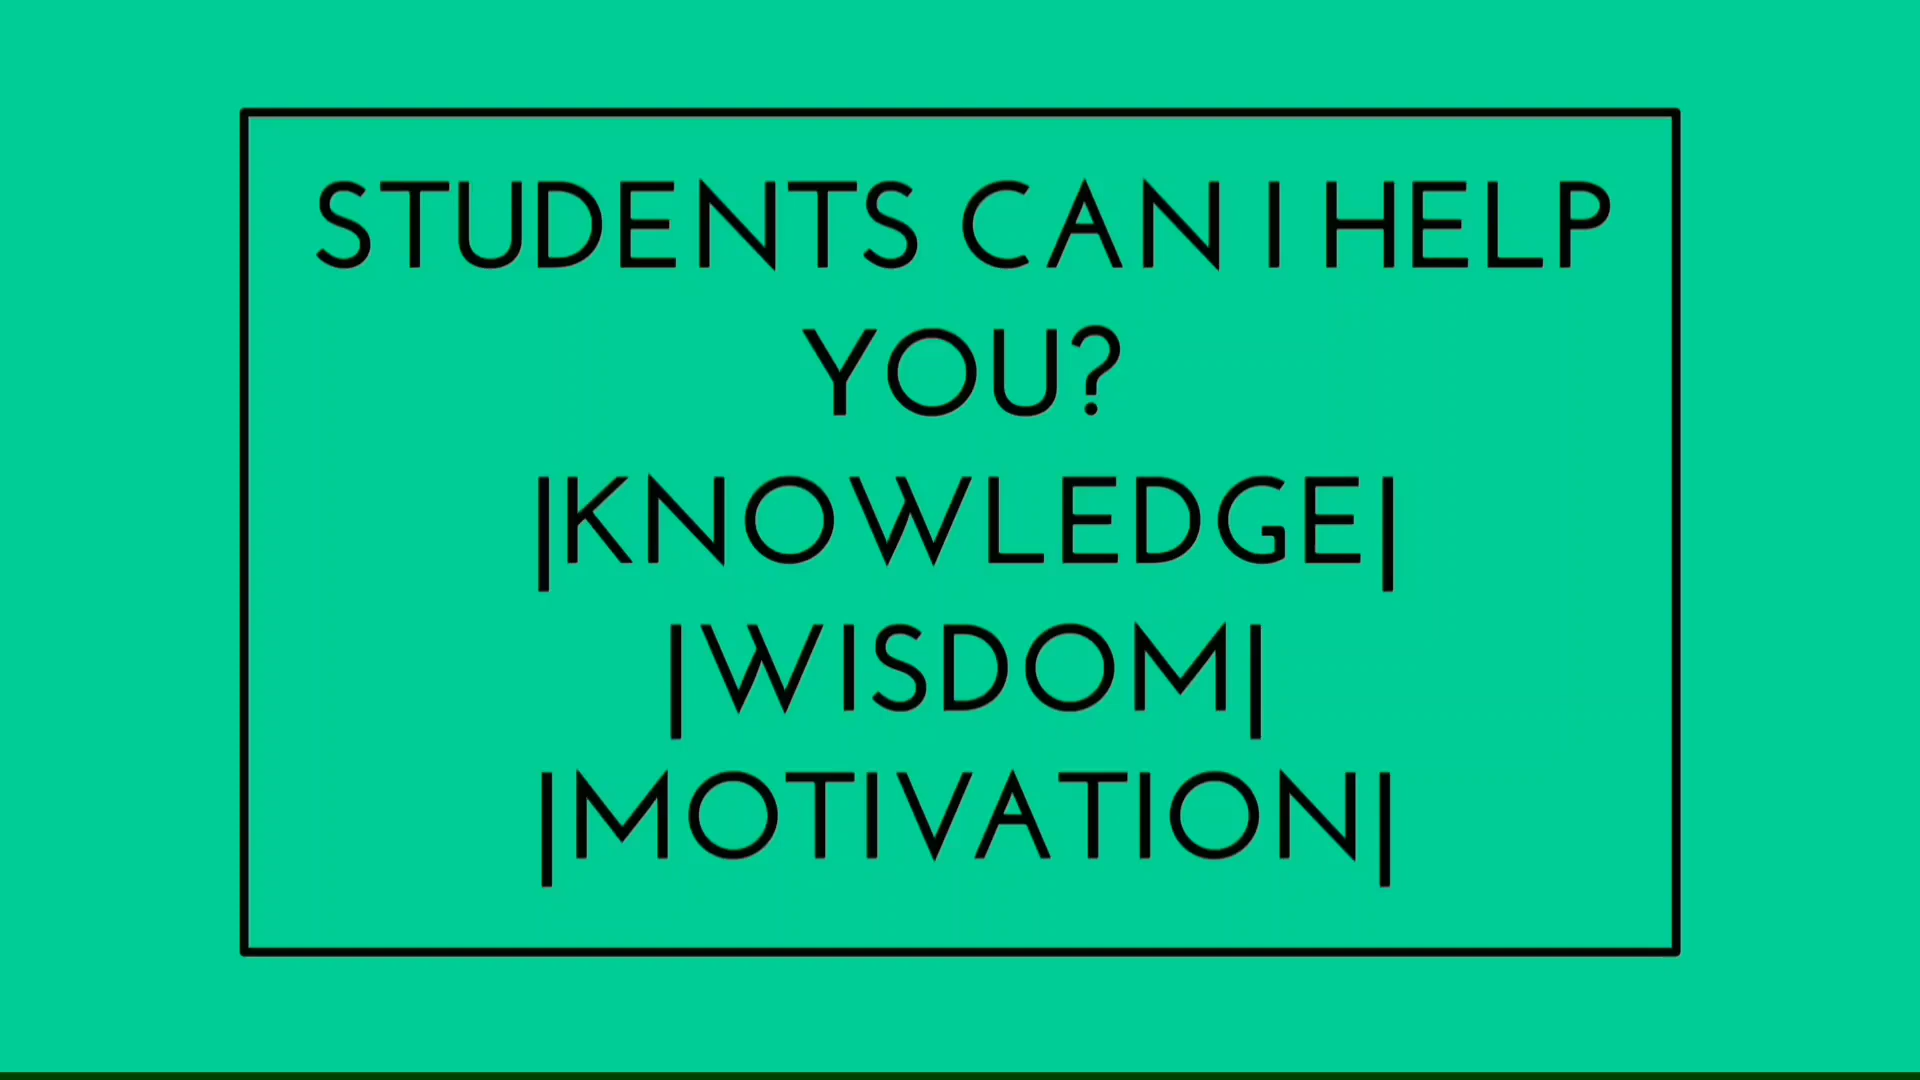 STUDENTS CAN I HELP
YOU?
|KNOWLEDGE|
|WISDOM|
|MOTIVATION|